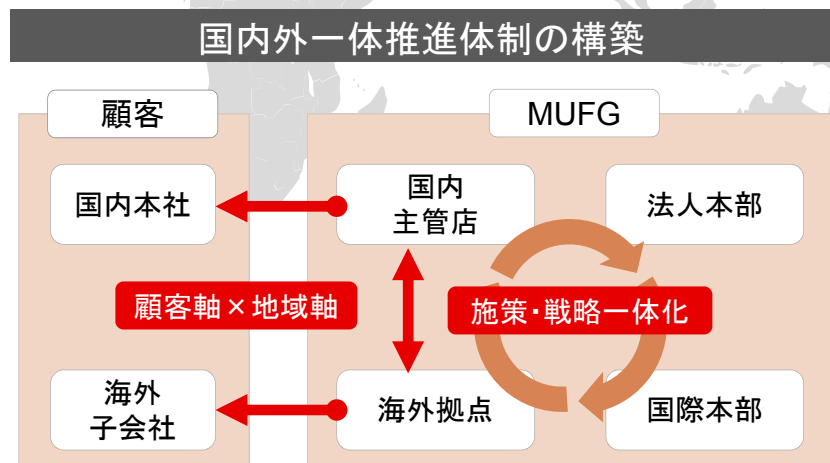 国内外一体推進体制の構築
顧客
MUFG
国内本社
国内
主管店
法人本部
顧客軸×地域軸
施策・戦略一体化
海外
子会社
海外拠点
国際本部